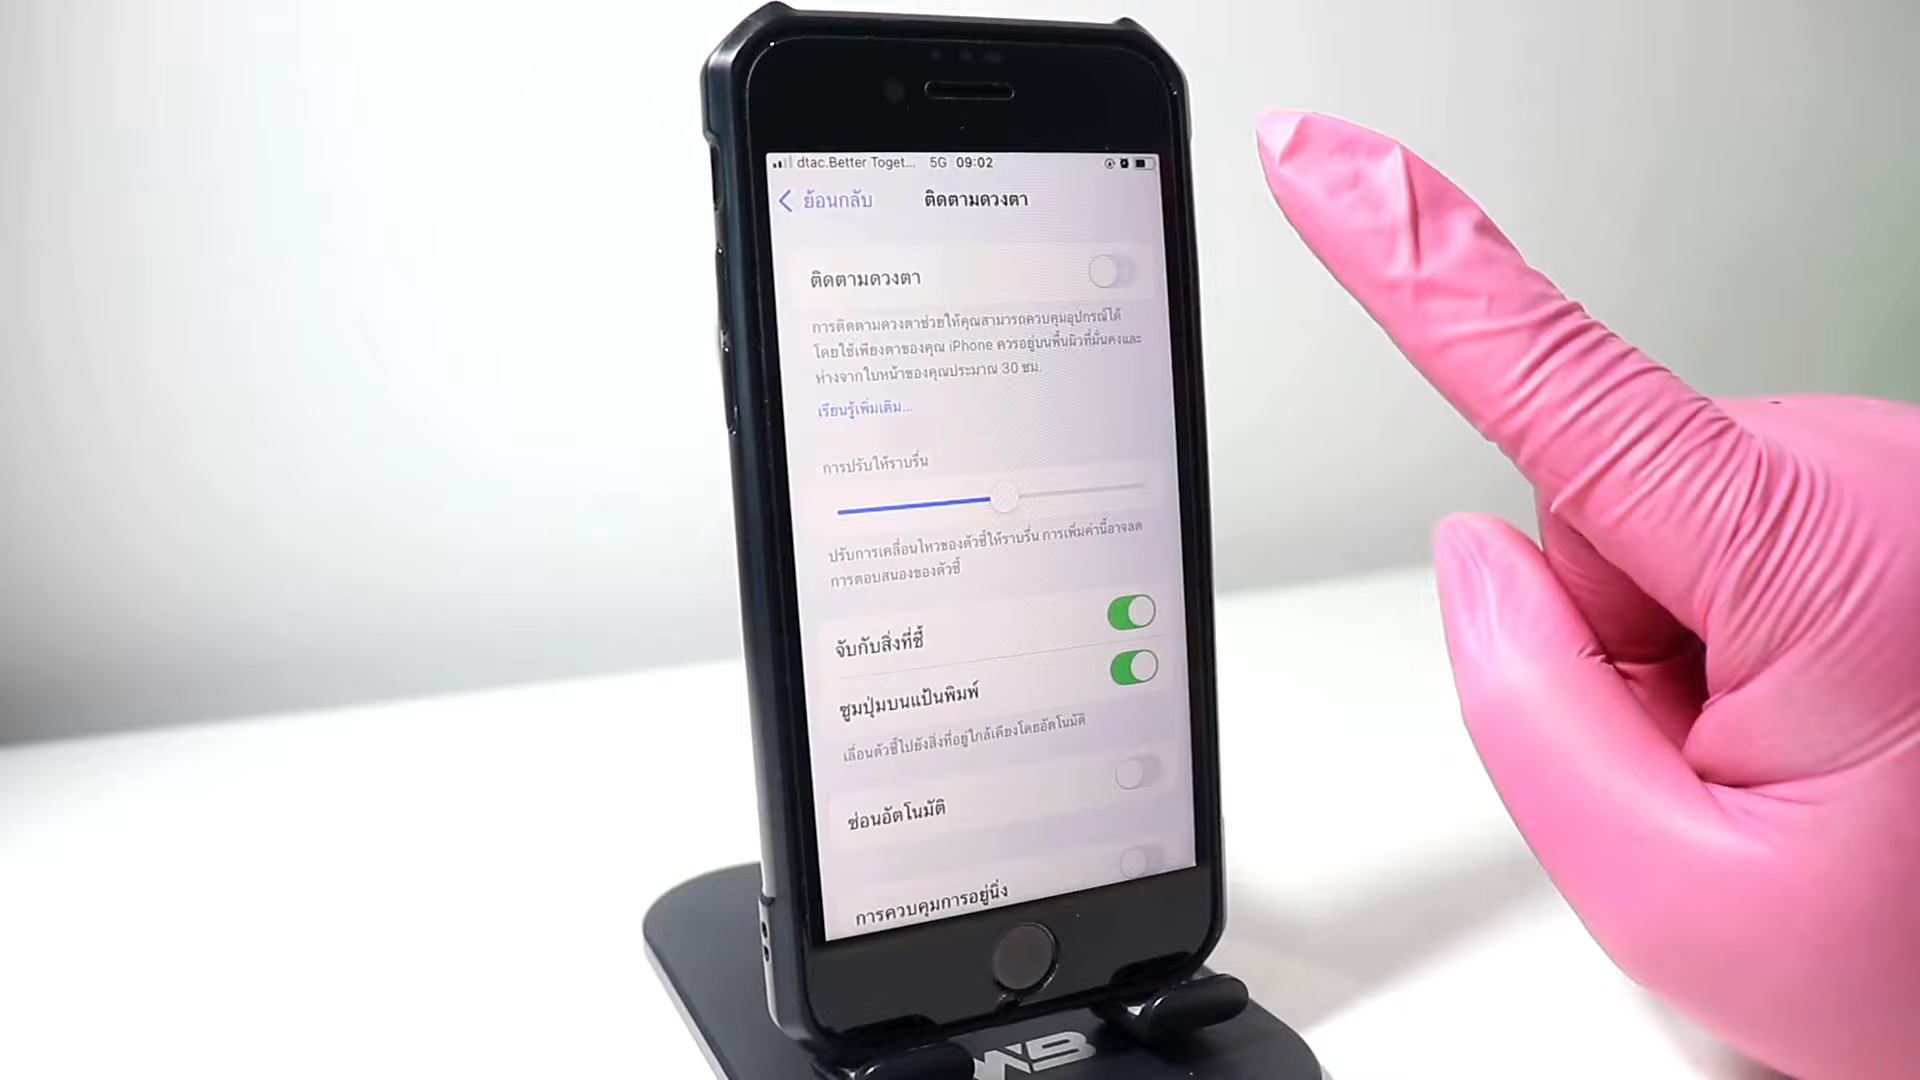 dtac.Better Toget... 5G 09:02
ย้อนกลับ ติดตามดวงตา
ติดตามดวงตา
การติดตามดวงตาช่วยให้คุณสามารถควบคุมอุปกรณ์ได้
โดยใช้เพียงตาของคุณ iPhone ควรอยู่บนพื้นผิวที่มั่นคงและ
ห่างจากใบหน้าของคุณประมาณ 30 ซม.
เรียนรู้เพิ่มเติม...
การปรับให้ราบรื่น
ปรับการเคลื่อนไหวของตัวชี้ให้ราบรื่น การเพิ่มค่านี้อาจลด
การตอบสนองของตัวชี้
จับกับสิ่งที่ชี้
ซูมปุ่มบนแป้นพิมพ์
เลื่อนตัวชี้ไปยังสิ่งที่อยู่ใกล้เคียงโดยอัตโนมัติ
ซ่อนอัตโนมัติ
การควบคุมการอยู่นิ่ง